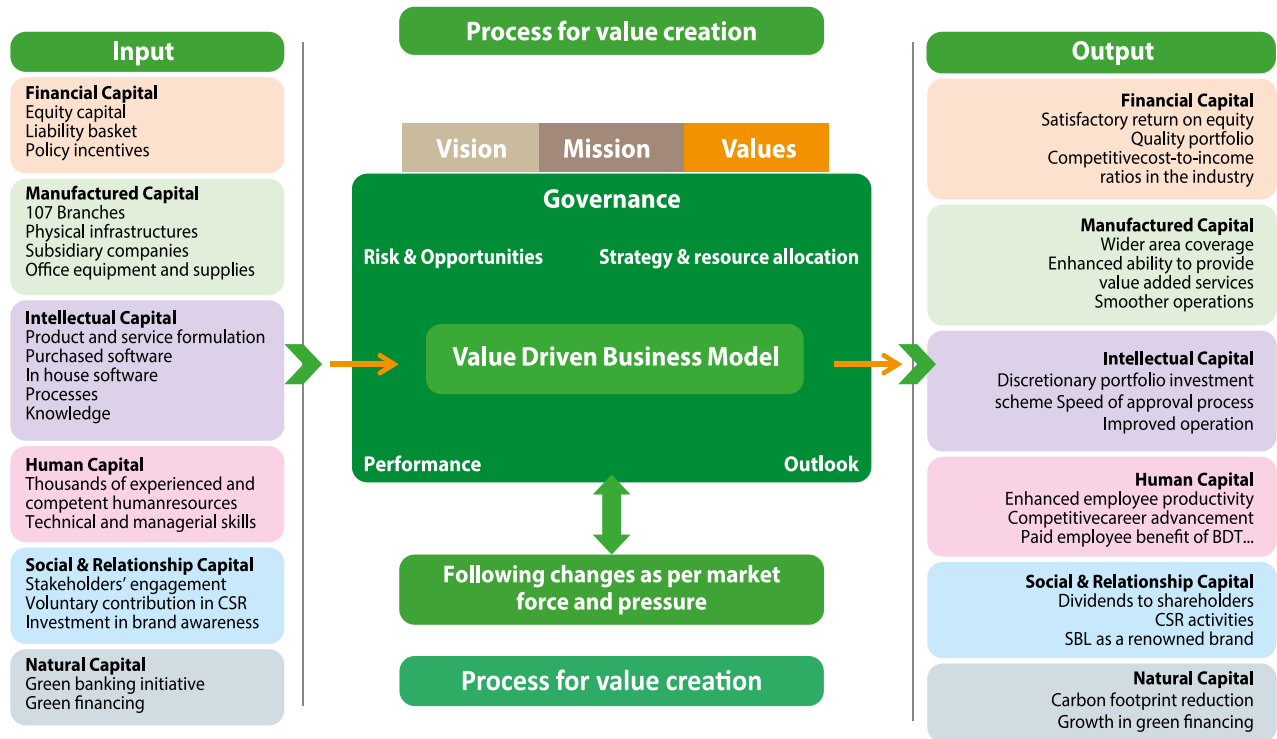 Process for value creation
Input
Financial Capital
Equity capital
Liability basket
Policy incentives
Manufactured Capital
107 Branches
Physical infrastructures
Subsidiary companies
Office equipment and supplies
Intellectual Capital
Product and service formulation
Purchased software
In house software
Processes
Knowledge
Human Capital
Thousands of experienced and
competent humanresources
Technical and managerial skills
Social & Relationship Capital
Stakeholders’ engagement
Voluntary contribution in CSR
Investment in brand awareness
Natural Capital
Green banking initiative
Green financing
Vision
Mission
Values
Governance
Risk & Opportunities
Strategy & resource allocation
Value Driven Business Model
Performance
Outlook
Following changes as per market
force and pressure
Process for value creation
Output
Financial Capital
Satisfactory return on equity
Quality portfolio
Competitivecost-to-income
ratios in the industry
Manufactured Capital
Wider area coverage
Enhanced ability to provide
value added services
Smoother operations
Intellectual Capital
Discretionary portfolio investment
scheme Speed of approval process
Improved operation
Human Capital
Enhanced employee productivity
Competitivecareer advancement
Paid employee benefit of BDT...
Social & Relationship Capital
Dividends to shareholders
CSR activities
SBL as a renowned brand
Natural Capital
Carbon footprint reduction
Growth in green financing